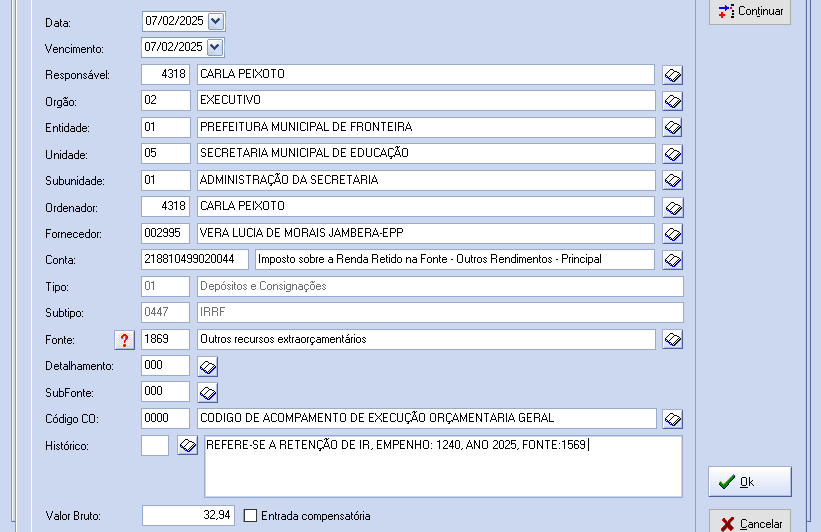 Data: 07/02/2025
Continuar
Vencimento: 07/02/2025
Responsável: 4318 CARLA PEIXOTO
Orgão: 02 EXECUTIVO
Entidade: 01 PREFEITURA MUNICIPAL DE FRONTEIRA
Unidade: 05 SECRETARIA MUNICIPAL DE EDUCAÇÃO
Subunidade: 01 ADMINISTRAÇÃO DA SECRETARIA
Ordenador: 4318 CARLA PEIXOTO
Fornecedor: 002995 VERA LUCIA DE MORAIS JAMBERA-EPP
Conta: 218810499020044 Imposto sobre a Renda Retido na Fonte - Outros Rendimentos - Principal
Tipo: 01 Depósitos e Consignações
Subtipo: 0447 IRRF
Fonte: ? 1869 Outros recursos extraorçamentários
Detalhamento: 000
SubFonte: 000
Código CO: 0000 CODIGO DE ACOMPAMENTO DE EXECUÇÃO ORÇAMENTARIA GERAL
Histórico: REFERE-SE A RETENÇÃO DE IR, EMPENHO: 1240, ANO 2025, FONTE:1569
Ok
Valor Bruto: 32,94 Entrada compensatória
Cancelar